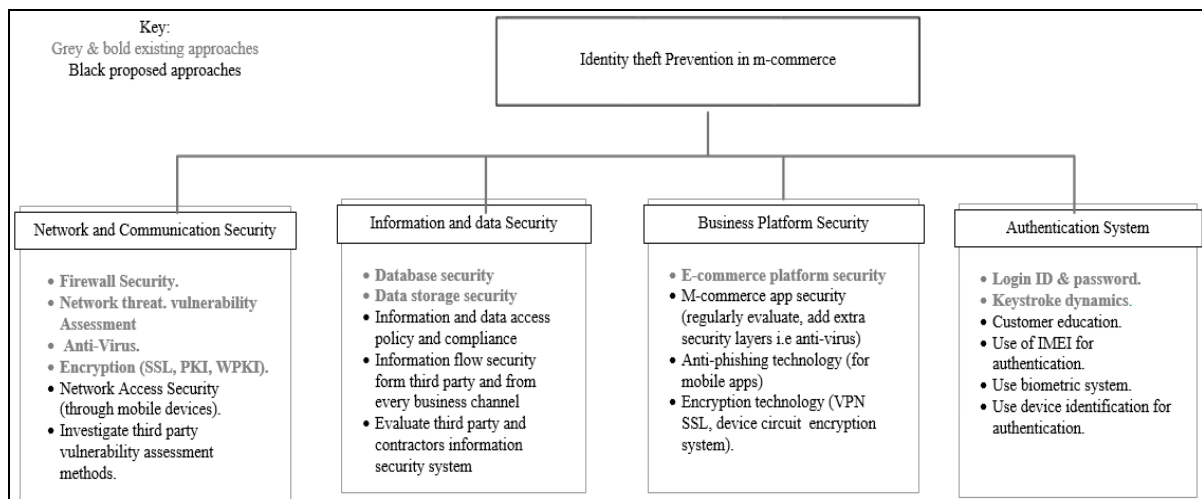 Key:
Grey & bold existing approaches
Black proposed approaches
Identity theft Prevention in m-commerce
Network and Communication Security
• Firewall Security.
• Network threat. vulnerability
Assessment
• Anti-Virus.
• Encryption (SSL, PKI, WPKI).
• Network Access Security
(through mobile devices).
• Investigate third party
vulnerability assessment
methods.
Information and data Security
• Database security
• Data storage security
• Information and data access
policy and compliance
• Information flow security
form third party and from
every business channel
• Evaluate third party and
contractors information
security system
Business Platform Security
• E-commerce platform security
• M-commerce app security
(regularly evaluate, add extra
security layers i.e anti-virus)
• Anti-phishing technology (for
mobile apps)
• Encryption technology (VPN
SSL, device circuit encryption
system).
Authentication System
• Login ID & password.
• Keystroke dynamics.
• Customer education.
• Use of IMEI for
authentication.
• Use biometric system.
• Use device identification for
authentication.